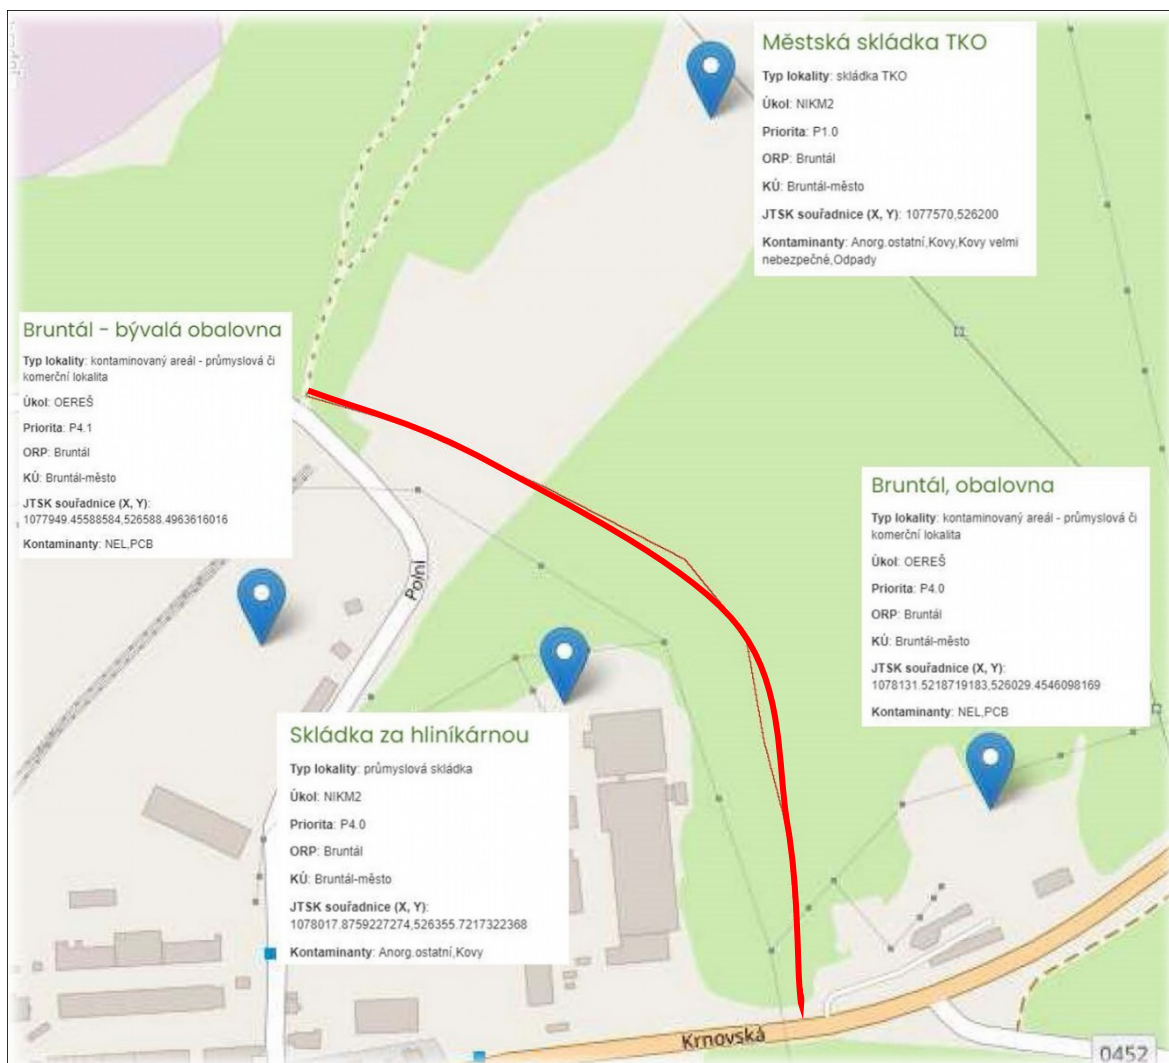 Městská skládka TKO
Typ lokality: skládka TKO
Úkol: NIKM2
Priorita: P1.0
ORP: Bruntál
KÚ: Bruntál-město
JTSK souřadnice (X, Y): 1077570,526200
Kontaminanty: Anorg.ostatní,Kovy,Kovy velmi
nebezpečné,Odpady
Bruntál - bývalá obalovna
Typ lokality: kontaminovaný areál - průmyslová či
komerční lokalita
Úkol: OEREŠ
Priorita: P4.1
ORP: Bruntál
KÚ: Bruntál-město
JTSK souřadnice (X, Y):
1077949.45588584,526588.4963616016
Kontaminanty: NEL,PCB
Bruntál, obalovna
Typ lokality: kontaminovaný areál - průmyslová či
komerční lokalita
Úkol: OEREŠ
Priorita: P4.0
ORP: Bruntál
KÚ: Bruntál-město
JTSK souřadnice (X, Y):
1078131.5218719183,526029.4546098169
Kontaminanty: NEL,PCB
Polní
Skládka za hliníkárnou
Typ lokality: průmyslová skládka
Úkol: NIKM2
Priorita: P4.0
ORP: Bruntál
KÚ: Bruntál-město
JTSK souřadnice (X, Y):
1078017.8759227274,526355.7217322368
Kontaminanty: Anorg.ostatní,Kovy
Krnovská
0452